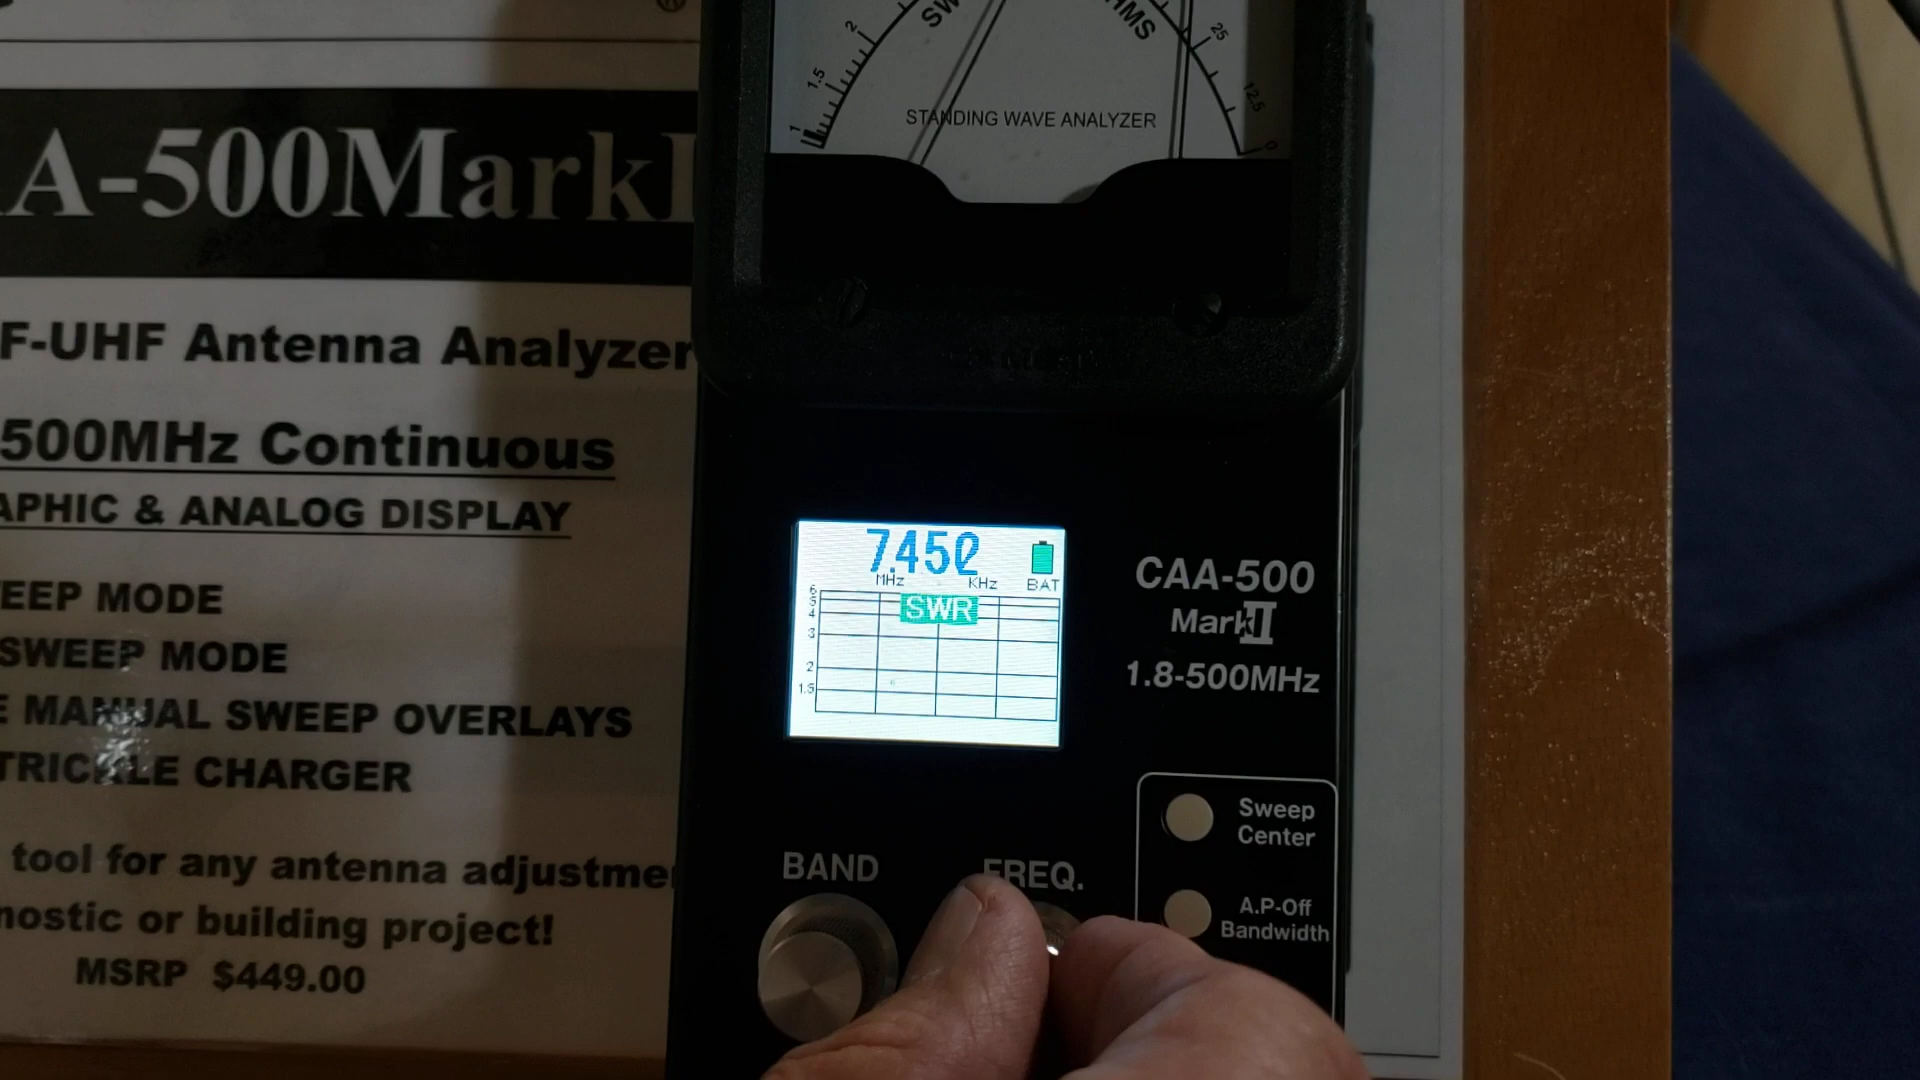 ®
A-500MarkI
F-UHF Antenna Analyzer
500MHz Continuous
APHIC & ANALOG DISPLAY
EEP MODE
SWEEP MODE
E MANUAL SWEEP OVERLAYS
TRICKLE CHARGER
tool for any antenna adjustme
nostic or building project!
MSRP $449.00
SW HMS
2 25
1.5 12.5
1 0
STANDING WAVE ANALYZER
MHz KHz BAT
6
5
4 SWR
3
2
1.5
CAA-500
MarkII
1.8-500MHz
Sweep
Center
BAND FREQ.
A.P-Off
Bandwidth